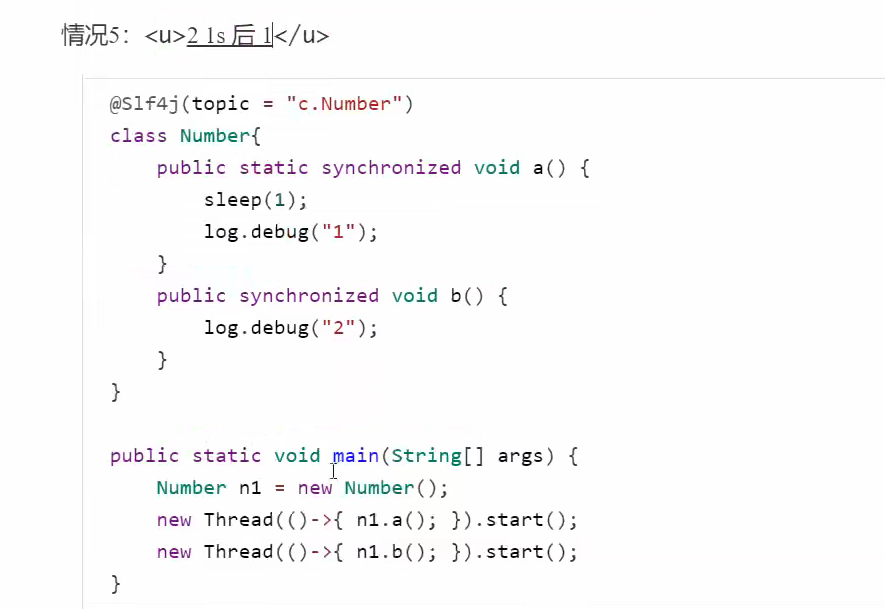 情况5：<u>2 1s 后 1</u>
@Slf4j(topic = "c.Number")
class Number{
    public static synchronized void a() {
        sleep(1);
        log.debug("1");
    }
    public synchronized void b() {
        log.debug("2");
    }
}
public static void main(String[] args) {
    Number n1 = new Number();
    new Thread(()->{ n1.a(); }).start();
    new Thread(()->{ n1.b(); }).start();
}